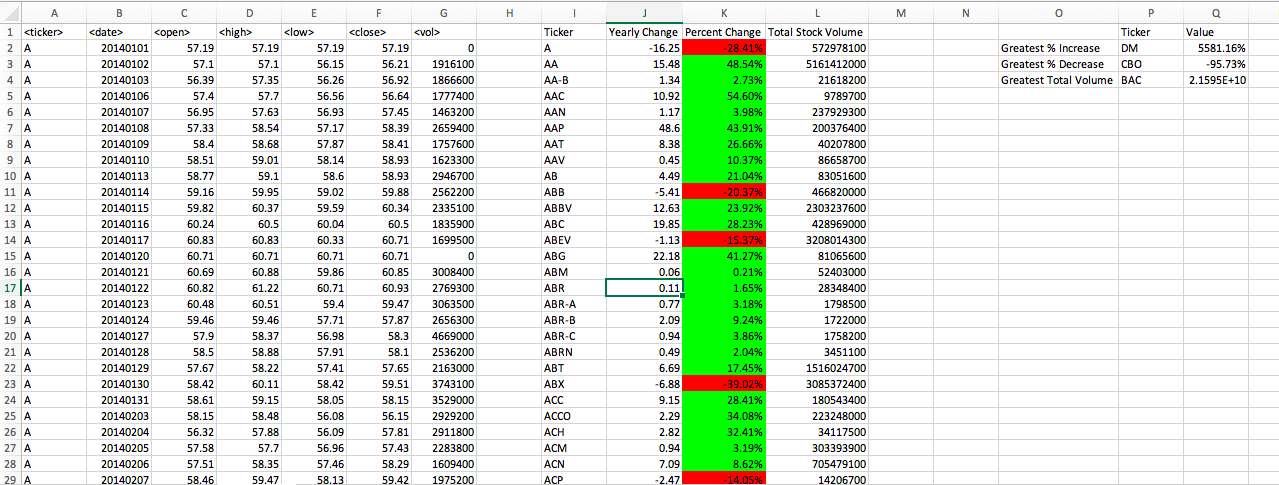 A B C D E F G H I J K L M N O P Q
1 <ticker> <date> <open> <high> <low> <close> <vol> Ticker Yearly Change Percent Change Total Stock Volume Ticker Value
2 A 20140101 57.19 57.19 57.19 57.19 0 A -16.25 -28.41% 572978100 Greatest % Increase DM 5581.16%
3 A 20140102 57.1 57.1 56.15 56.21 1916100 AA 15.48 48.54% 5161412000 Greatest % Decrease CBO -95.73%
4 A 20140103 56.39 57.35 56.26 56.92 1866600 AA-B 1.34 2.73% 21618200 Greatest Total Volume BAC 2.1595E+10
5 A 20140106 57.4 57.7 56.56 56.64 1777400 AAC 10.92 54.60% 9789700
6 A 20140107 56.95 57.63 56.93 57.45 1463200 AAN 1.17 3.98% 237929300
7 A 20140108 57.33 58.54 57.17 58.39 2659400 AAP 48.6 43.91% 200376400
8 A 20140109 58.4 58.68 57.87 58.41 1757600 AAT 8.38 26.66% 40207800
9 A 20140110 58.51 59.01 58.14 58.93 1623300 AAV 0.45 10.37% 86658700
10 A 20140113 58.77 59.1 58.6 58.93 2946700 AB 4.49 21.04% 83051600
11 A 20140114 59.16 59.95 59.02 59.88 2562200 ABB -5.41 -20.37% 466820000
12 A 20140115 59.82 60.37 59.59 60.34 2335100 ABBV 12.63 23.92% 2303237600
13 A 20140116 60.24 60.5 60.04 60.5 1835900 ABC 19.85 28.23% 428969000
14 A 20140117 60.83 60.83 60.33 60.71 1699500 ABEV -1.13 -15.37% 3208014300
15 A 20140120 60.71 60.71 60.71 60.71 0 ABG 22.18 41.27% 81065600
16 A 20140121 60.69 60.88 59.86 60.85 3008400 ABM 0.06 0.21% 52403000
17 A 20140122 60.82 61.22 60.71 60.93 2769300 ABR 0.11 1.65% 28348400
18 A 20140123 60.48 60.51 59.4 59.47 3063500 ABR-A 0.77 3.18% 1798500
19 A 20140124 59.46 59.46 57.71 57.87 2656300 ABR-B 2.09 9.24% 1722000
20 A 20140127 57.9 58.37 56.98 58.3 4669000 ABR-C 0.94 3.86% 1758200
21 A 20140128 58.5 58.88 57.91 58.1 2536200 ABRN 0.49 2.04% 3451100
22 A 20140129 57.67 58.22 57.41 57.65 2163000 ABT 6.69 17.45% 1516024700
23 A 20140130 58.42 60.11 58.42 59.51 3743100 ABX -6.88 -39.02% 3085372400
24 A 20140131 58.61 59.15 58.05 58.15 3529000 ACC 9.15 28.41% 180543400
25 A 20140203 58.15 58.48 56.08 56.15 2929200 ACCO 2.29 34.08% 223248000
26 A 20140204 56.32 57.88 56.09 57.81 2911800 ACH 2.82 32.41% 34117500
27 A 20140205 57.58 57.7 56.96 57.43 2283800 ACM 0.94 3.19% 303393900
28 A 20140206 57.51 58.35 57.46 58.29 1609400 ACN 7.09 8.62% 705479100
29 A 20140207 58.46 59.47 58.13 59.42 1975200 ACP -2.47 -14.05% 14206700